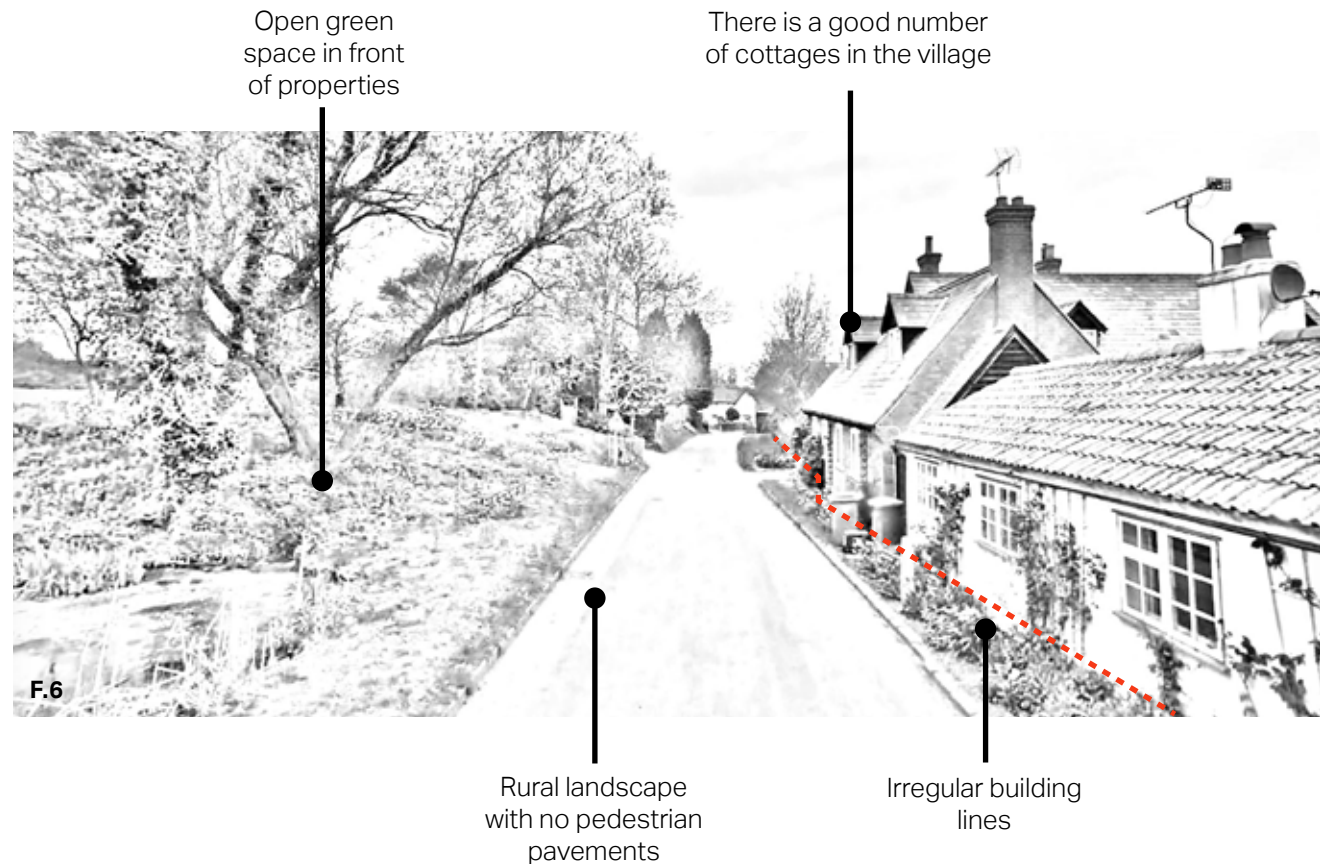 Open green
space in front
of properties
There is a good number
of cottages in the village
F.6
Rural landscape
with no pedestrian
pavements
Irregular building
lines